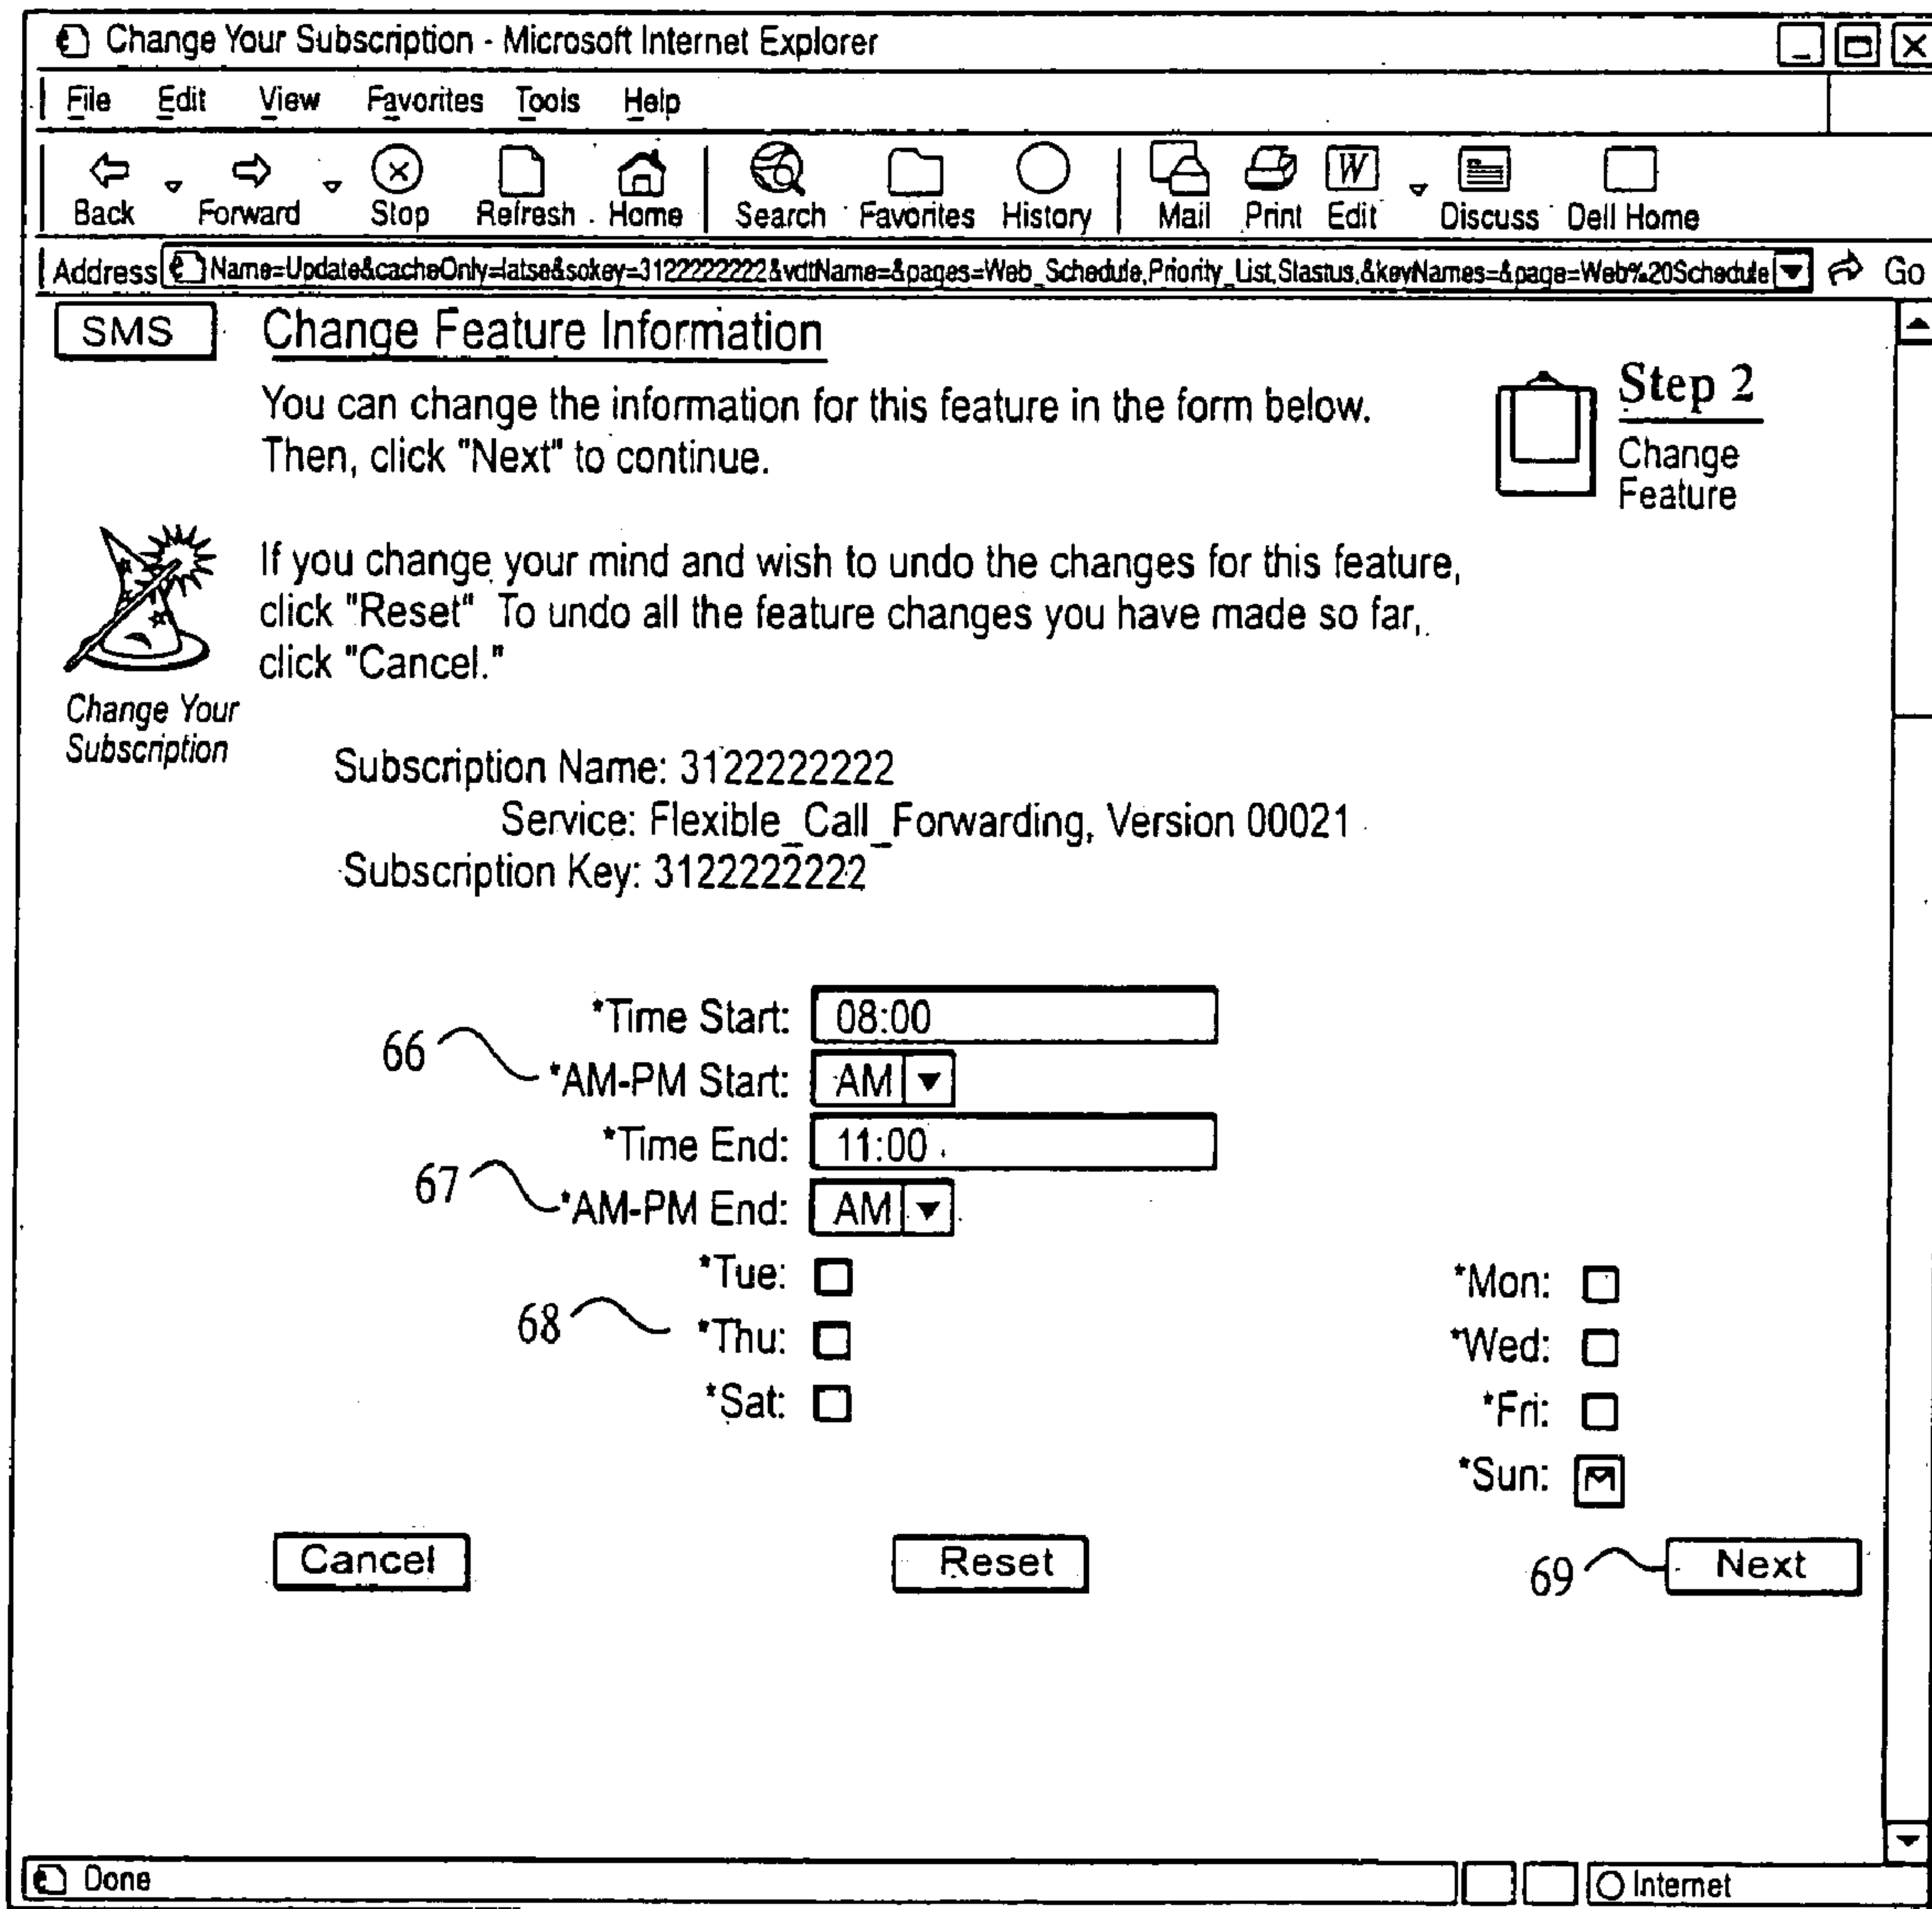 Change Your Subscription - Microsoft Internet Explorer
File Edit View Favorites Tools Help
Back Forward Stop Refresh Home Search Favorites History Mail Print Edit Discuss Dell Home
W
Address Name=Update&cacheOnly=latse&sokey=3122222222&vdttName=&pages=Web_Schedule,Priority_List,Stastus,&keyNames=&page=Web%20Schedule Go
SMS Change Feature Information
You can change the information for this feature in the form below.
Then, click "Next" to continue.
Step 2
Change
Feature
If you change your mind and wish to undo the changes for this feature,
click "Reset" To undo all the feature changes you have made so far,
click "Cancel."
Change Your
Subscription
Subscription Name: 3122222222
Service: Flexible_Call_Forwarding, Version 00021
Subscription Key: 3122222222
*Time Start: 08:00
66 *AM-PM Start: AM
*Time End: 11:00
67 *AM-PM End: AM
*Tue: *Mon:
68 *Thu: *Wed:
*Sat: *Fri:
*Sun:
Cancel Reset 69 Next
Done Internet